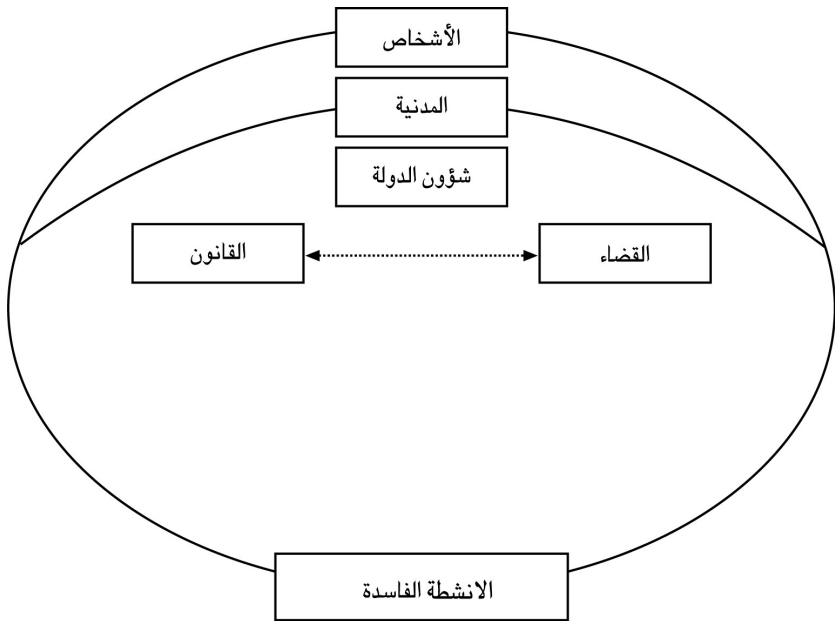 الأشخاص
المدنية
شؤون الدولة
القضاء
القانون
الانشطة الفاسدة